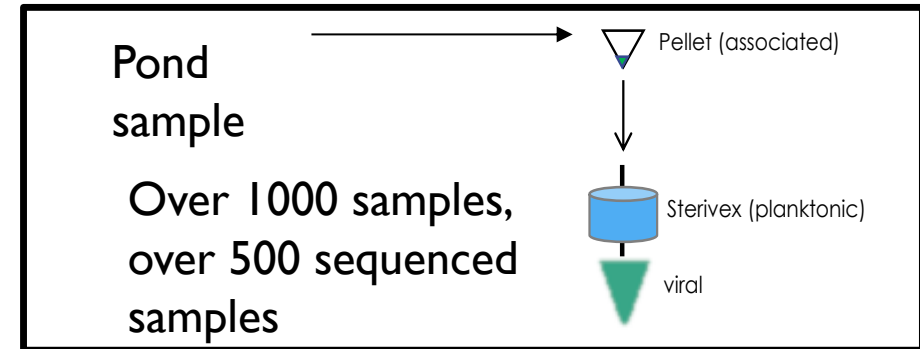 Pond
sample
Pellet (associated)
Over 1000 samples,
over 500 sequenced
samples
Sterivex (planktonic)
viral